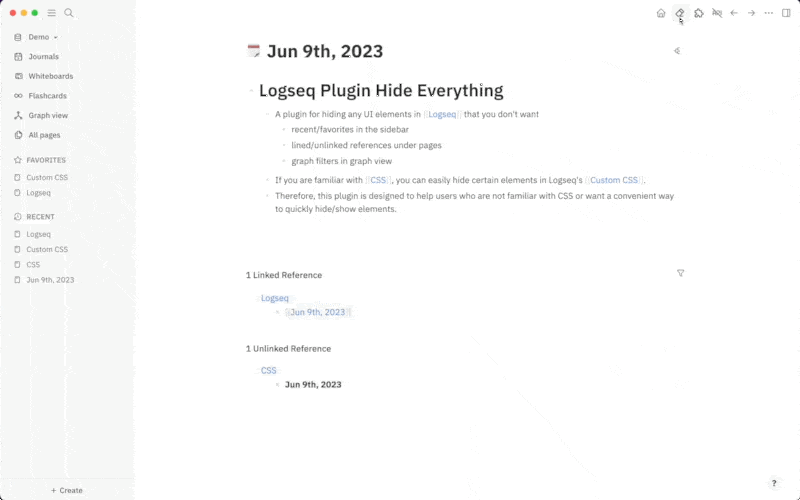 Demo
Journals
Whiteboards
Flashcards
Graph view
All pages
FAVORITES
Custom CSS
Logseq
RECENT
Logseq
Custom CSS
CSS
Jun 9th, 2023
+ Create
Jun 9th, 2023
Logseq Plugin Hide Everything
A plugin for hiding any UI elements in [[Logseq]] that you don't want
recent/favorites in the sidebar
lined/unlinked references under pages
graph filters in graph view
If you are familiar with [[CSS]], you can easily hide certain elements in Logseq's [[Custom CSS]].
Therefore, this plugin is designed to help users who are not familiar with CSS or want a convenient way
to quickly hide/show elements.
1 Linked Reference
Logseq
[[Jun 9th, 2023]]
1 Unlinked Reference
CSS
Jun 9th, 2023
?